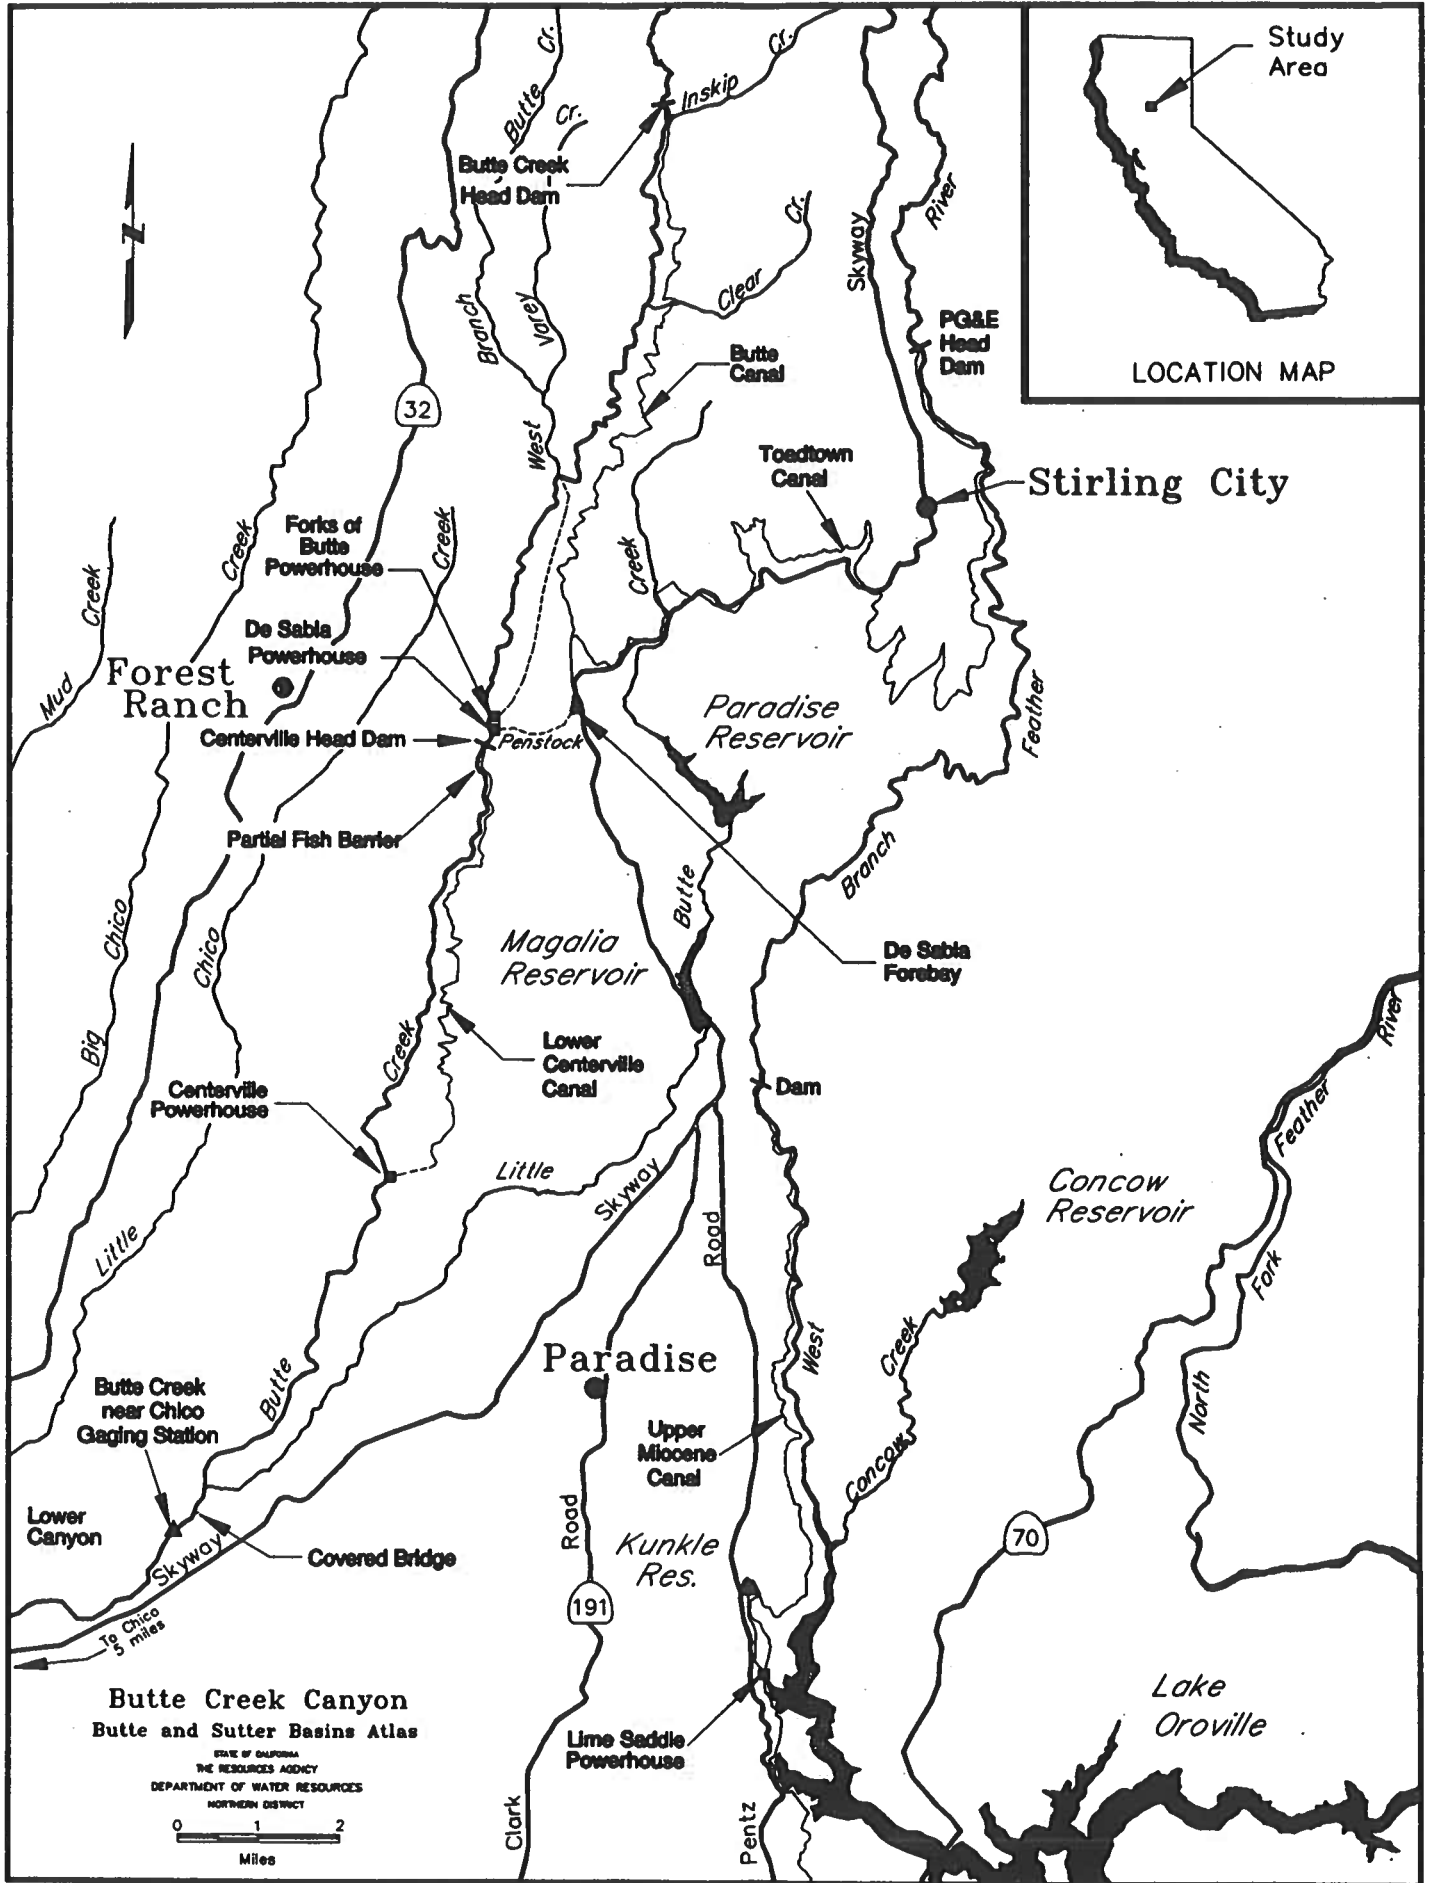 Study
Area
LOCATION MAP
N
Cr.
Butte
Cr.
Cr.
Inskip
Butte Creek
Head Dam
River
Skyway
Cr.
Clear
Branch
Varey
PG&E
Head
Dam
Butte
Canal
32
West
Toadtown
Canal
Stirling City
Forks of
Butte
Powerhouse
Creek
Creek
Creek
Creek
De Sabla
Powerhouse
Forest
Ranch
Mud
Centerville Head Dam
Penstock
Paradise
Reservoir
Feather
Partial Fish Barrier
Branch
Butte
Big
Chico
Chico
Magalia
Reservoir
De Sabla
Forebay
River
Creek
Lower
Centerville
Canal
Centerville
Powerhouse
Dam
Feather
Little
Little
Skyway
Road
Concow
Reservoir
Fork
Creek
West
North
Paradise
Butte
Butte Creek
near Chico
Gaging Station
Upper
Miocene
Canal
Concow
Lower
Canyon
Skyway
Covered Bridge
Road
Kunkle
Res.
70
191
To Chico
5 miles
Butte Creek Canyon
Butte and Sutter Basins Atlas
STATE OF CALIFORNIA
THE RESOURCES AGENCY
DEPARTMENT OF WATER RESOURCES
NORTHERN DISTRICT
0 1 2
Miles
Lime Saddle
Powerhouse
Lake
Oroville
Clark
Pentz